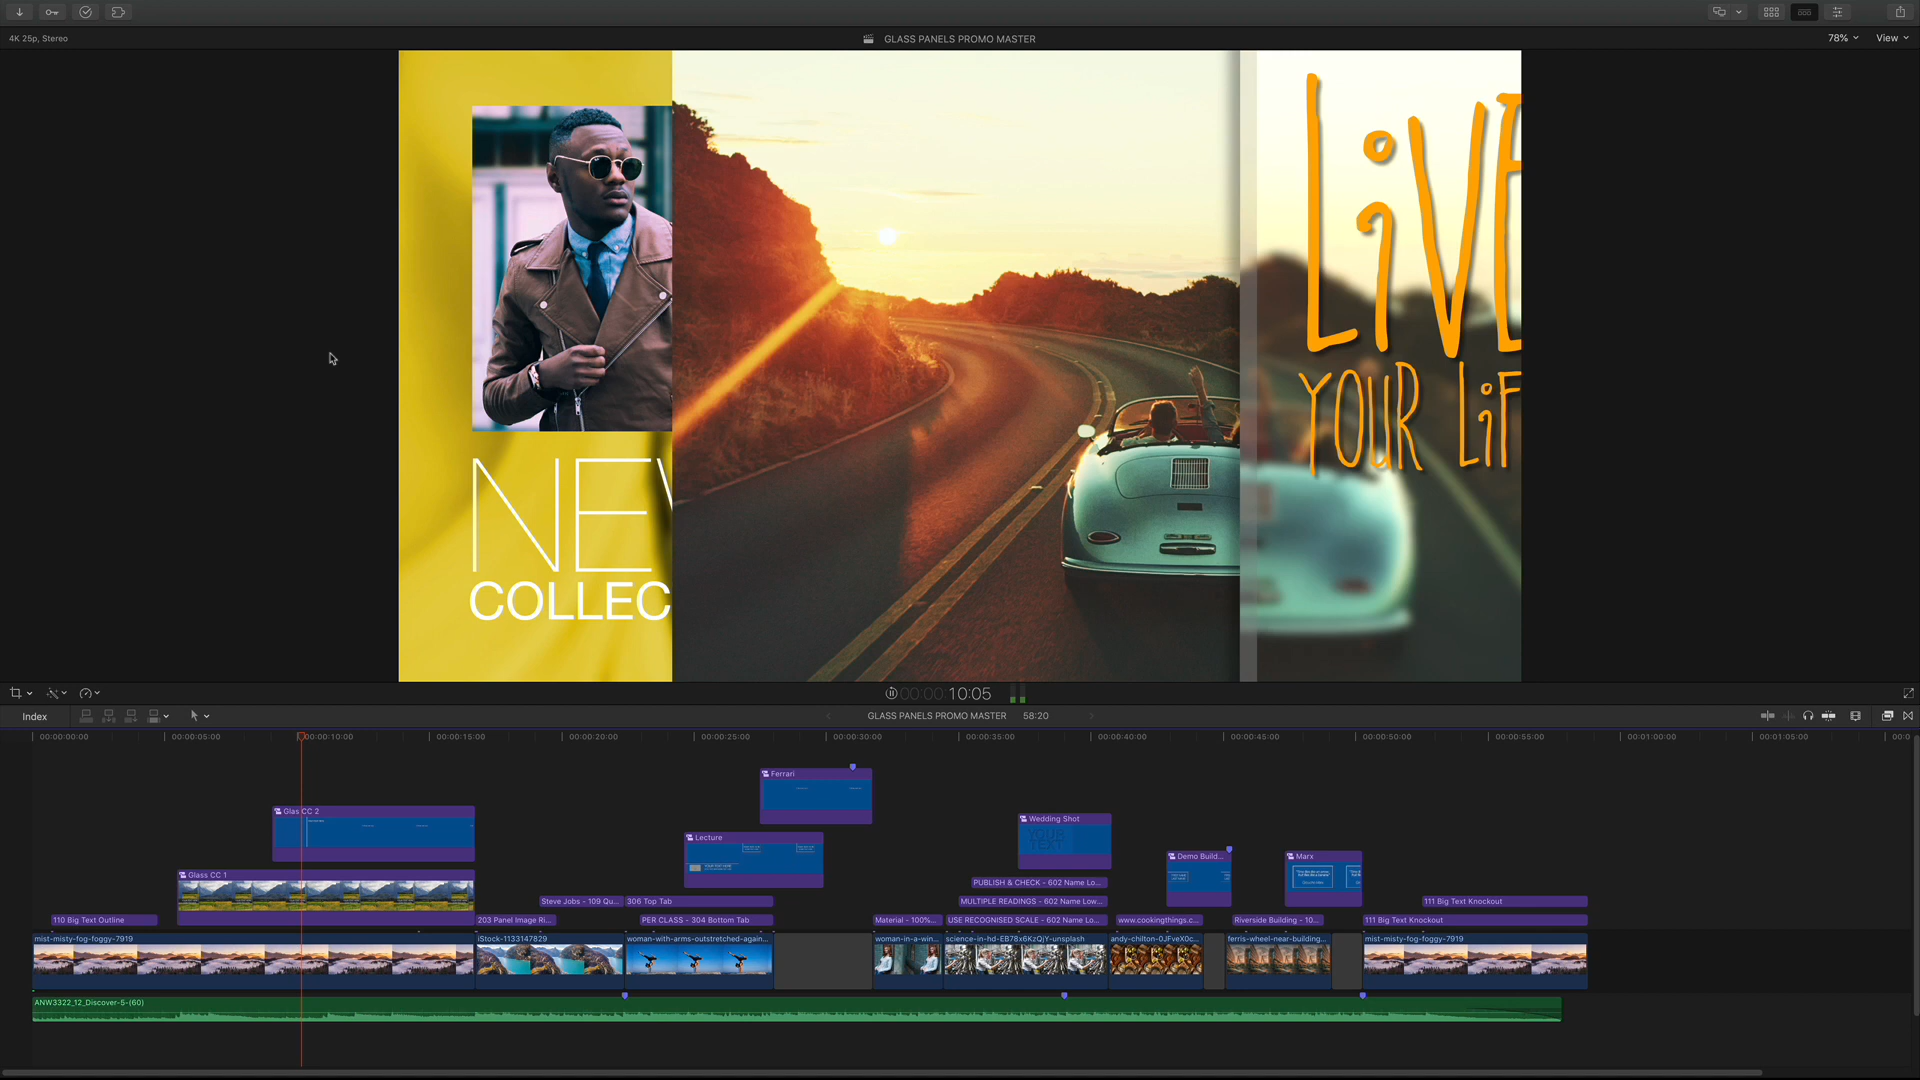 4K 25p, Stereo
GLASS PANELS PROMO MASTER
78%
View
NEW
COLLEC
LiVE
YOUR LiF
00:00:00:10:05
Index
GLASS PANELS PROMO MASTER 58:20
00:00:00:00 00:00:05:00 00:00:10:00 00:00:15:00 00:00:20:00 00:00:25:00 00:00:30:00 00:00:35:00 00:00:40:00 00:00:45:00 00:00:50:00 00:00:55:00 00:01:00:00 00:01:05:00 00:0
Ferrari
Glas CC 2
Wedding Shot
YOUR
TEXT
Lecture
Demo Build...
Marx
Glass CC 1
PUBLISH & CHECK - 602 Name Lo...
Steve Jobs - 109 Qu... 306 Top Tab MULTIPLE READINGS - 602 Name Low... 111 Big Text Knockout
110 Big Text Outline 203 Panel Image Ri... PER CLASS - 304 Bottom Tab Material - 100%... USE RECOGNISED SCALE - 602 Name Lo... www.cookingthings.c... Riverside Building - 10... 111 Big Text Knockout
mist-misty-fog-foggy-7919 iStock-1133147829 woman-with-arms-outstretched-again... woman-in-a-win... science-in-hd-EB78x6KzQjY-unsplash andy-chilton-0JFveX0c... ferris-wheel-near-building... mist-misty-fog-foggy-7919
ANW3322_12_Discover-5-(60)